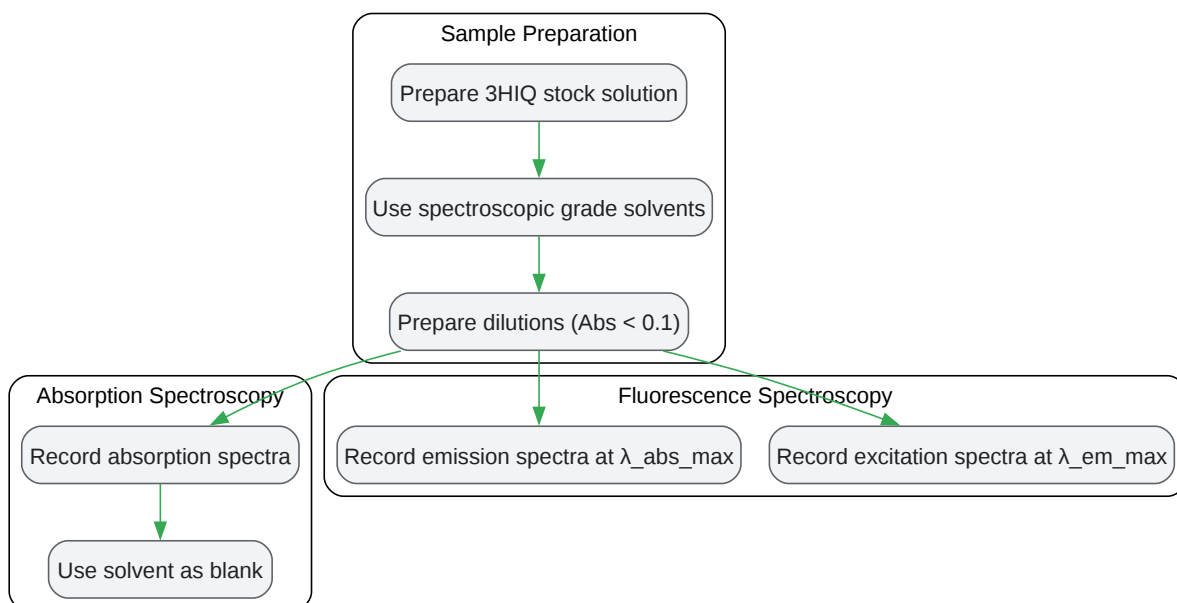 Sample Preparation
Prepare 3HIQ stock solution
Use spectroscopic grade solvents
Prepare dilutions (Abs < 0.1)
Absorption Spectroscopy
Record absorption spectra
Use solvent as blank
Fluorescence Spectroscopy
Record emission spectra at λ_abs_max
Record excitation spectra at λ_em_max